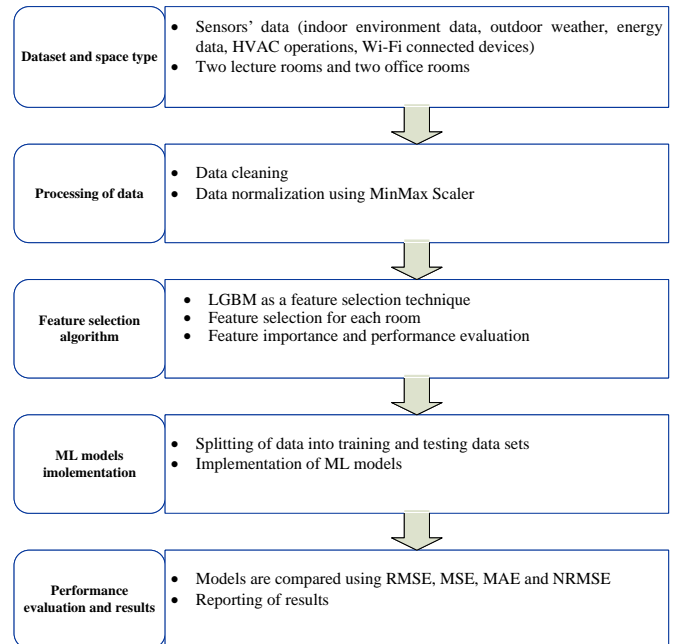 Dataset and space type
• Sensors’ data (indoor environment data, outdoor weather, energy
data, HVAC operations, Wi-Fi connected devices)
• Two lecture rooms and two office rooms
Processing of data
• Data cleaning
• Data normalization using MinMax Scaler
Feature selection
algorithm
• LGBM as a feature selection technique
• Feature selection for each room
• Feature importance and performance evaluation
ML models
imolementation
• Splitting of data into training and testing data sets
• Implementation of ML models
Performance
evaluation and results
• Models are compared using RMSE, MSE, MAE and NRMSE
• Reporting of results